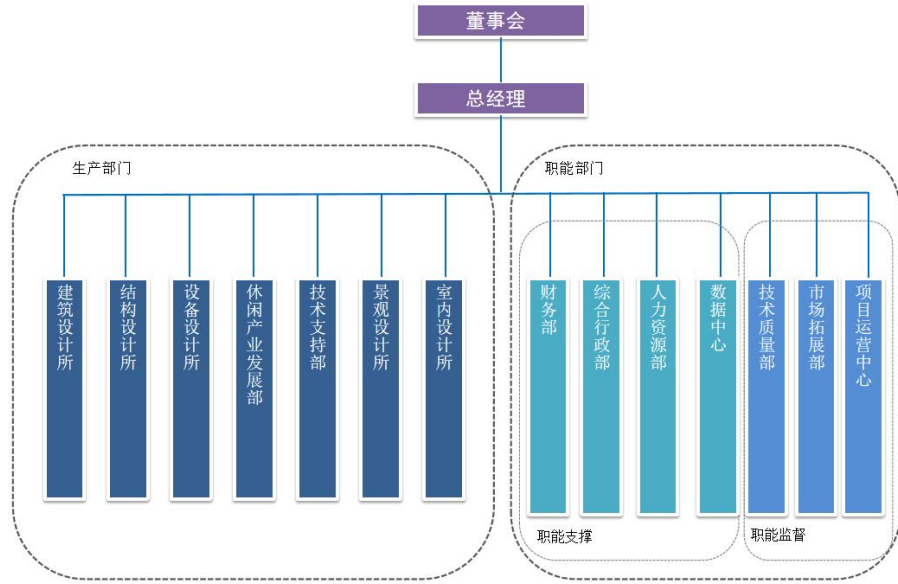 董事会
总经理
生产部门
职能部门
建筑设计所
结构设计所
设备设计所
休闲产业发展部
技术支持部
景观设计所
室内设计所
财务部
综合行政部
人力资源部
数据中心
技术质量部
市场拓展部
项目运营中心
职能支撑
职能监督